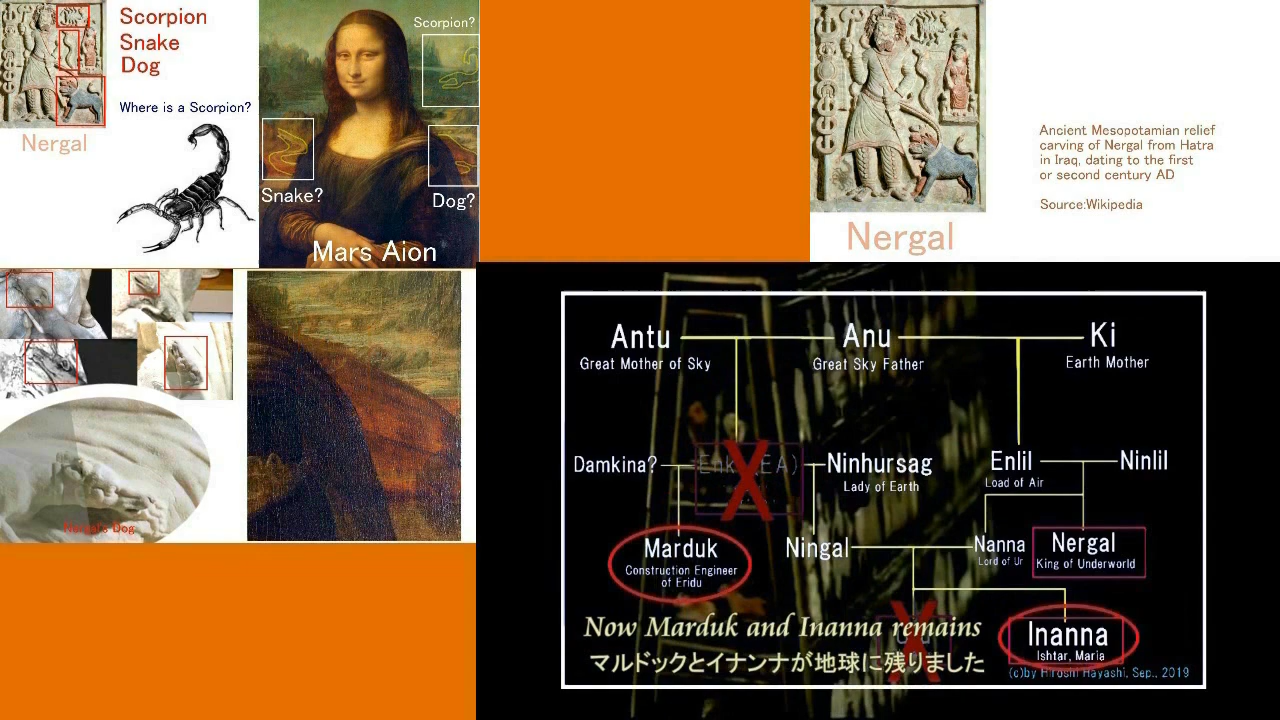 Scorpion
Snake
Dog
Where is a Scorpion?
Nergal
Scorpion?
Snake?
Dog?
Mars Aion
Ancient Mesopotamian relief
carving of Nergal from Hatra
in Iraq, dating to the first
or second century AD
Source:Wikipedia
Nergal
Nergal's Dog
Antu
Great Mother of Sky
Anu
Great Sky Father
Ki
Earth Mother
Damkina?
Enki(EA)
Ninhursag
Lady of Earth
Enlil
Load of Air
Ninlil
Marduk
Construction Engineer
of Eridu
Ningal
Nanna
Lord of Ur
Nergal
King of Underworld
Now Marduk and Inanna remains
マルドックとイナンナが地球に残りました
Inanna
Ishtar, Maria
(c)by Hiroshi Hayashi, Sep., 2019